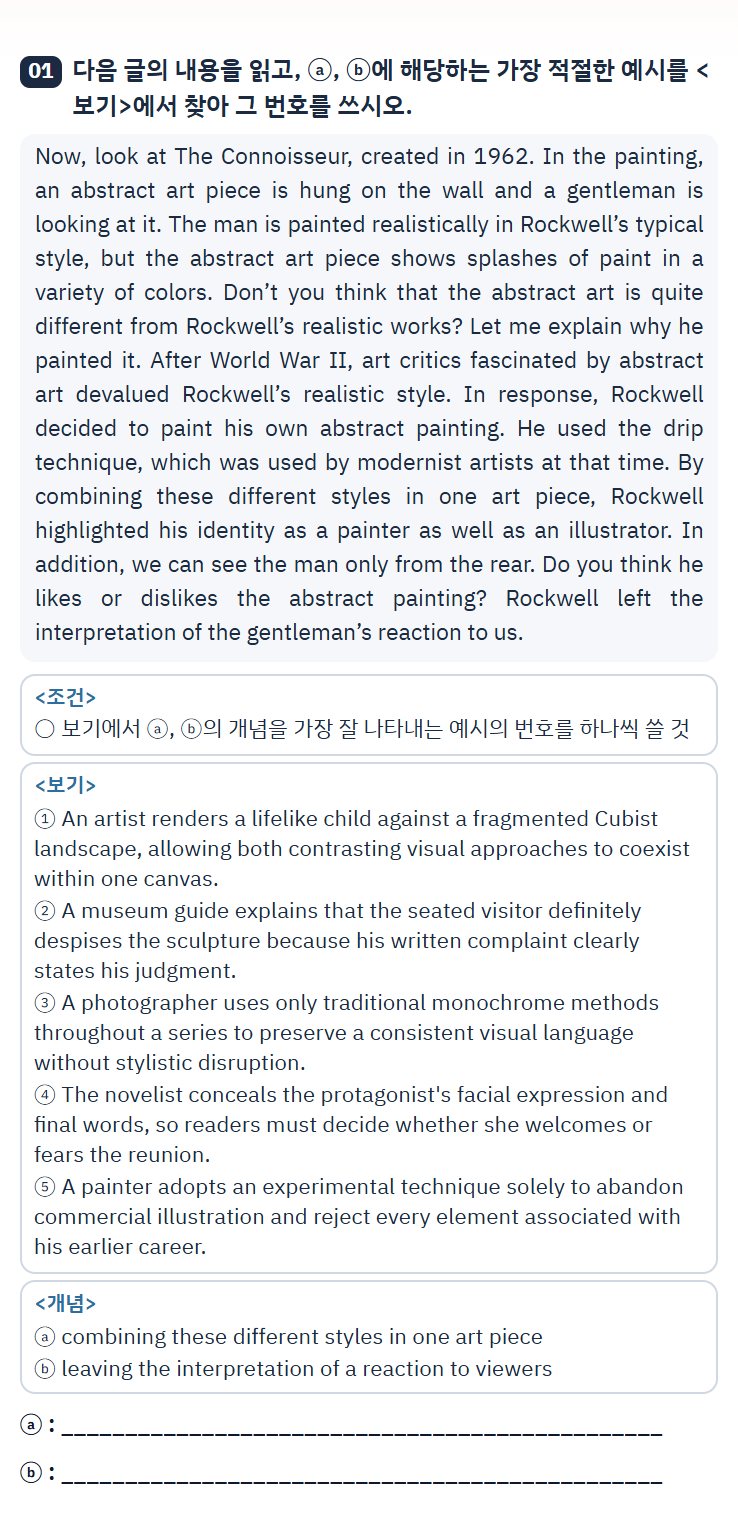 01 다음 글의 내용을 읽고, ⓐ, ⓑ에 해당하는 가장 적절한 예시를 <
보기>에서 찾아 그 번호를 쓰시오.
Now, look at The Connoisseur, created in 1962. In the painting,
an abstract art piece is hung on the wall and a gentleman is
looking at it. The man is painted realistically in Rockwell’s typical
style, but the abstract art piece shows splashes of paint in a
variety of colors. Don’t you think that the abstract art is quite
different from Rockwell’s realistic works? Let me explain why he
painted it. After World War II, art critics fascinated by abstract
art devalued Rockwell’s realistic style. In response, Rockwell
decided to paint his own abstract painting. He used the drip
technique, which was used by modernist artists at that time. By
combining these different styles in one art piece, Rockwell
highlighted his identity as a painter as well as an illustrator. In
addition, we can see the man only from the rear. Do you think he
likes or dislikes the abstract painting? Rockwell left the
interpretation of the gentleman’s reaction to us.
<조건>
○ 보기에서 ⓐ, ⓑ의 개념을 가장 잘 나타내는 예시의 번호를 하나씩 쓸 것
<보기>
① An artist renders a lifelike child against a fragmented Cubist
landscape, allowing both contrasting visual approaches to coexist
within one canvas.
② A museum guide explains that the seated visitor definitely
despises the sculpture because his written complaint clearly
states his judgment.
③ A photographer uses only traditional monochrome methods
throughout a series to preserve a consistent visual language
without stylistic disruption.
④ The novelist conceals the protagonist's facial expression and
final words, so readers must decide whether she welcomes or
fears the reunion.
⑤ A painter adopts an experimental technique solely to abandon
commercial illustration and reject every element associated with
his earlier career.
<개념>
ⓐ combining these different styles in one art piece
ⓑ leaving the interpretation of a reaction to viewers
ⓐ : _______________________________________________
ⓑ : _______________________________________________